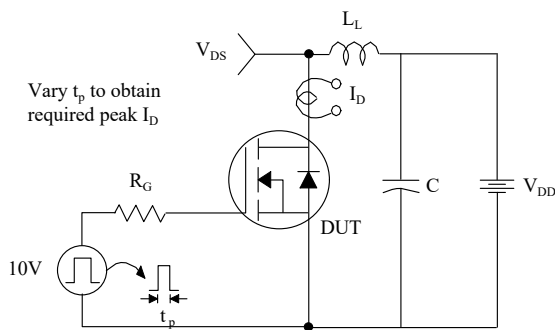 L_L
V_DS
I_D
Vary t_p to obtain
required peak I_D
R_G
C
V_DD
DUT
10V
t_p